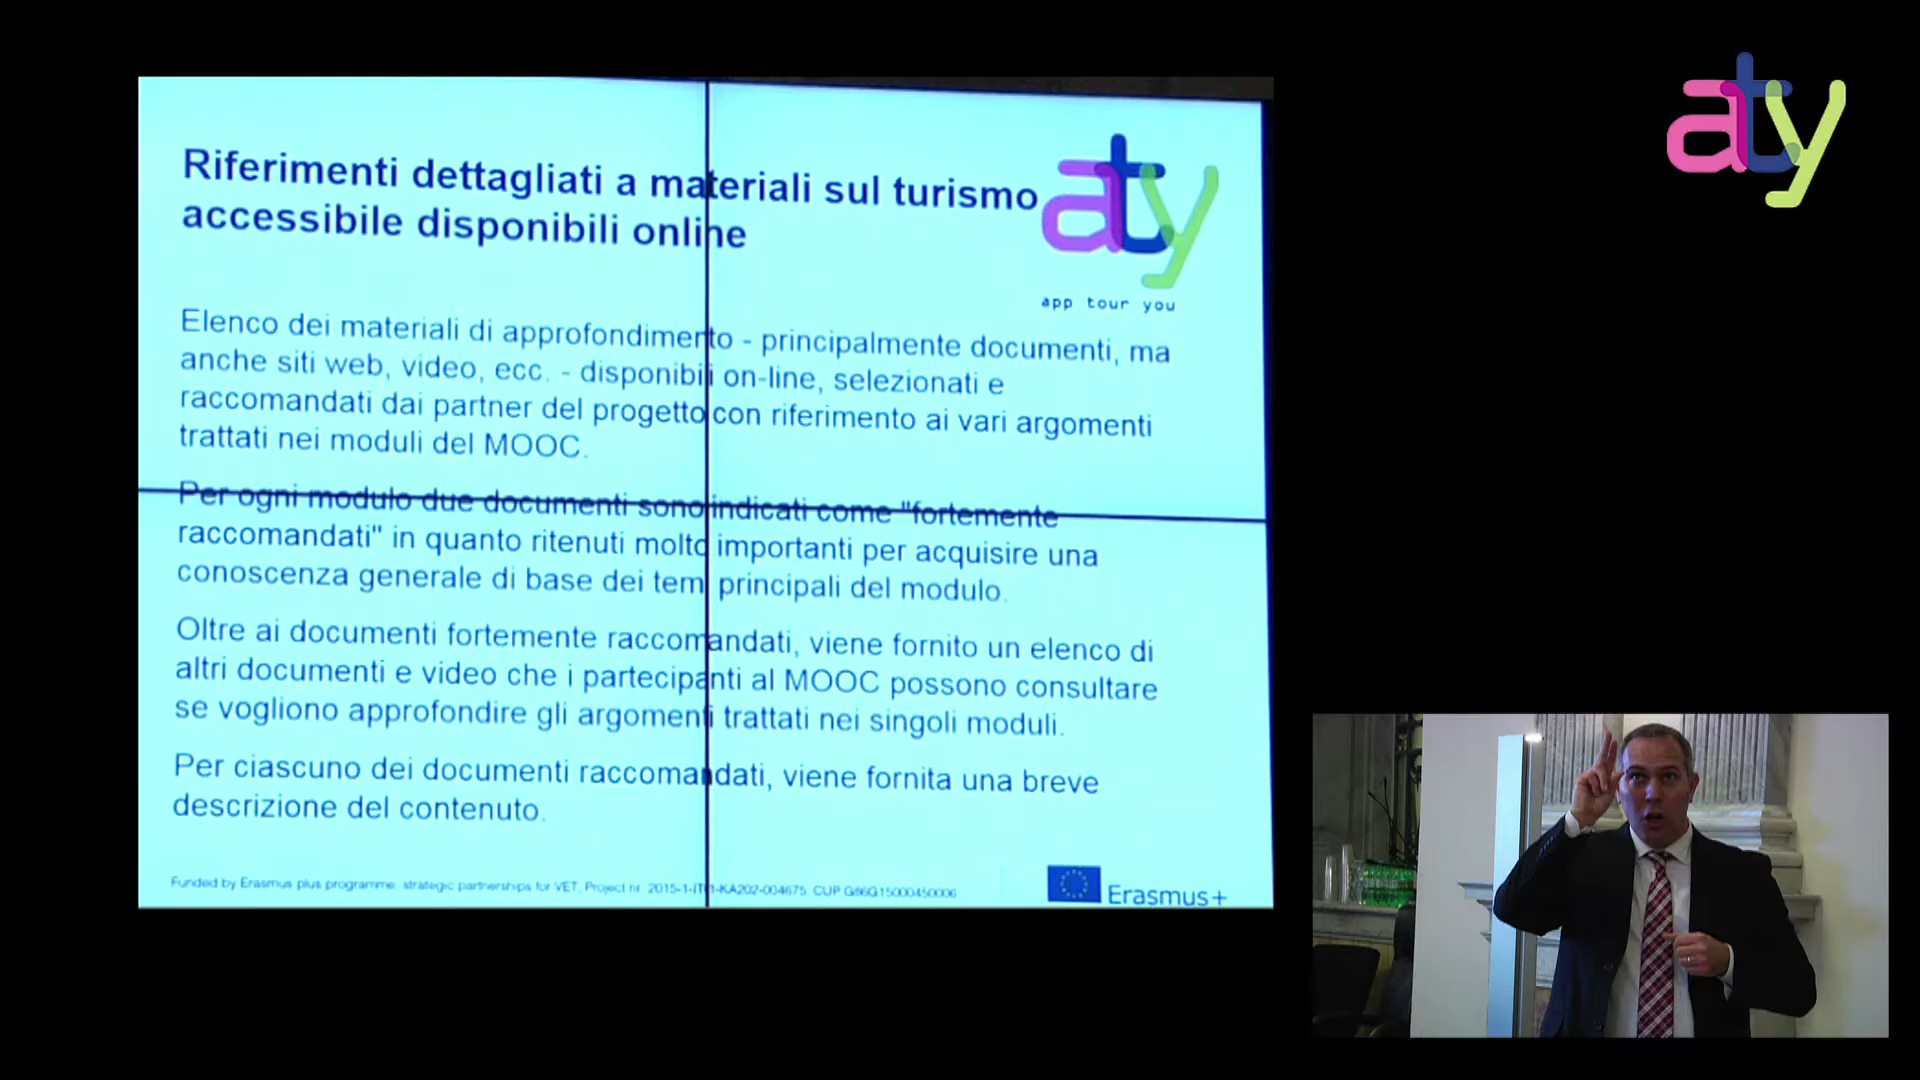 Riferimenti dettagliati a materiali sul turismo
accessibile disponibili online
aty
app tour you
Elenco dei materiali di approfondimento - principalmente documenti, ma
anche siti web, video, ecc. - disponibili on-line, selezionati e
raccomandati dai partner del progetto con riferimento ai vari argomenti
trattati nei moduli del MOOC.
Per ogni modulo due documenti sono indicati come "fortemente
raccomandati" in quanto ritenuti molto importanti per acquisire una
conoscenza generale di base dei temi principali del modulo.
Oltre ai documenti fortemente raccomandati, viene fornito un elenco di
altri documenti e video che i partecipanti al MOOC possono consultare
se vogliono approfondire gli argomenti trattati nei singoli moduli.
Per ciascuno dei documenti raccomandati, viene fornita una breve
descrizione del contenuto.
Funded by Erasmus plus programme: strategic partnerships for VET, Project nr. 2015-1-IT01-KA202-004675. CUP G86G15000450006
Erasmus+
aty